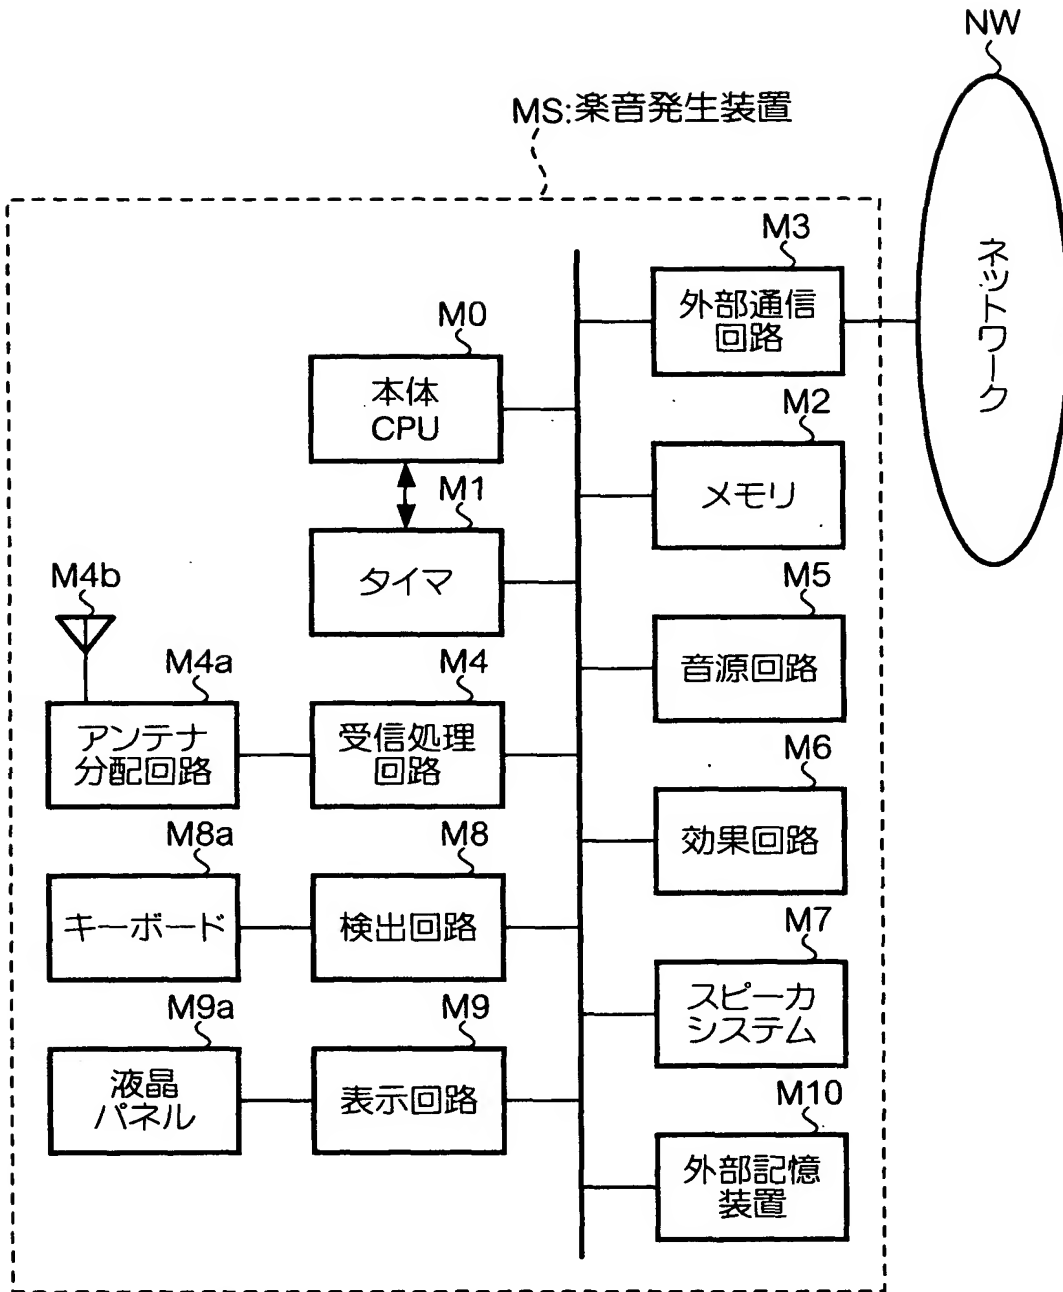 NW
MS:楽音発生装置
ネットワーク
M3
外部通信
回路
M0
本体
CPU
M2
メモリ
M1
タイマ
M4b
M5
音源回路
M4a
アンテナ
分配回路
M4
受信処理
回路
M6
効果回路
M8a
キーボード
M8
検出回路
M7
スピーカ
システム
M9a
液晶
パネル
M9
表示回路
M10
外部記憶
装置